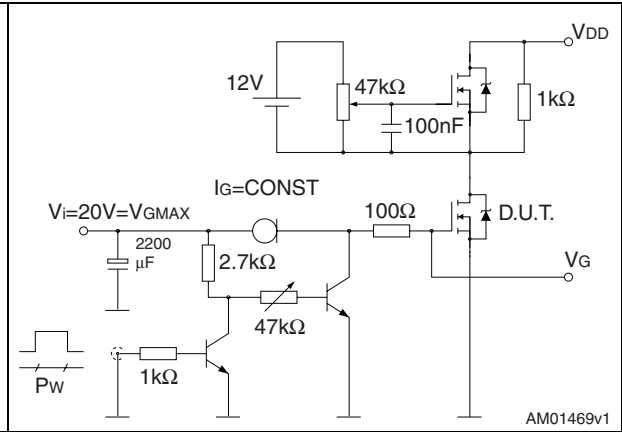 VDD
12V
47kΩ
1kΩ
100nF
IG=CONST
Vi=20V=VGMAX
100Ω
D.U.T.
2200
μF
2.7kΩ
VG
47kΩ
1kΩ
PW
AM01469v1